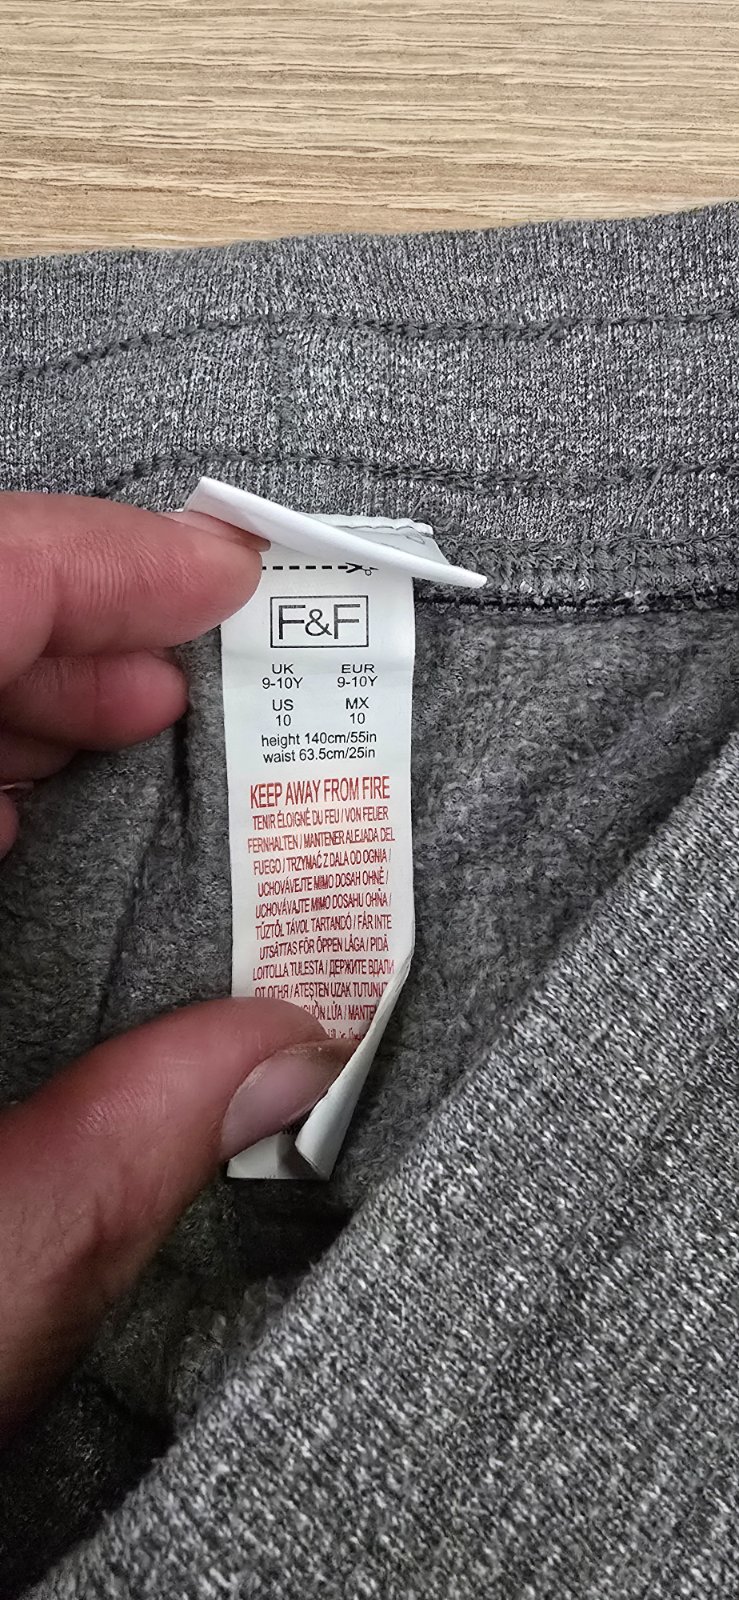 F&F
UK EUR
9-10Y 9-10Y
US MX
10 10
height 140cm/55in
waist 63.5cm/25in
KEEP AWAY FROM FIRE
TENIR ÉLOIGNÉ DU FEU / VON FEUER
FERNHALTEN / MANTENER ALEJADA DEL
FUEGO / TRZYMAĆ Z DALA OD OGNIA /
UCHOVÁVEJTE MIMO DOSAH OHNĚ /
UCHOVÁVAJTE MIMO DOSAHU OHŇA /
TŰZTŐL TÁVOL TARTANDÓ / FÅR INTE
UTSÄTTAS FÖR ÖPPEN LÅGA / PIDÄ
LOITOLLA TULESTA / ДЕРЖИТЕ ВДАЛИ
ОТ ОГНЯ / ATEŞTEN UZAK TUTUNUZ
LỬA / MANTE